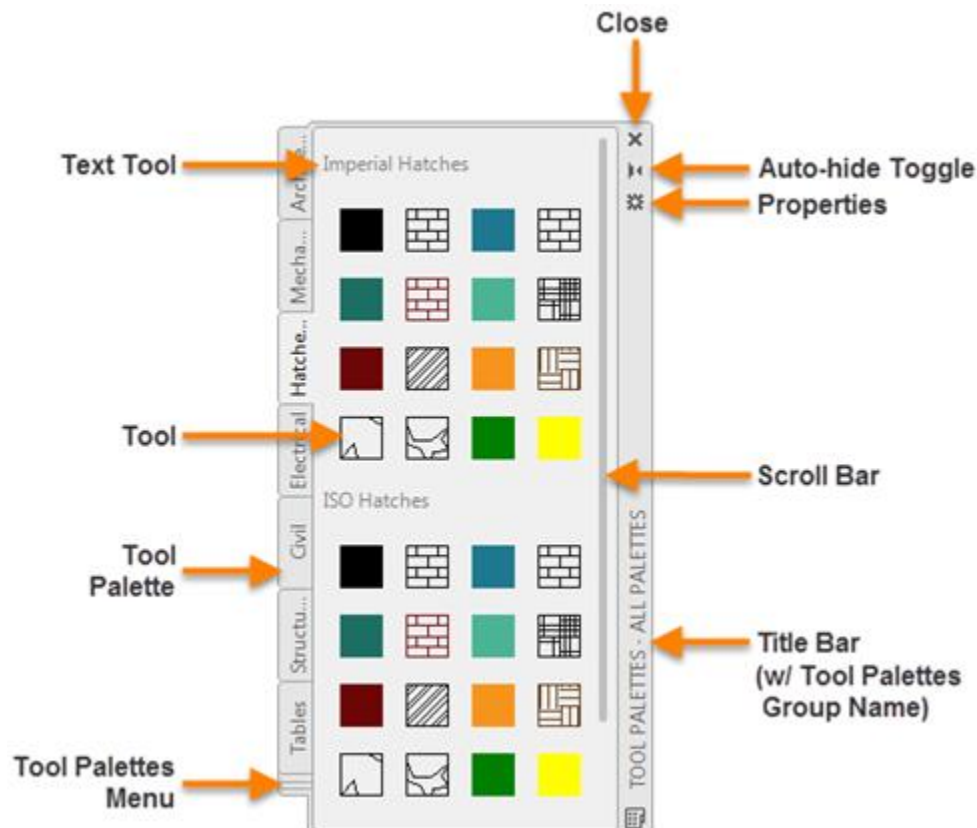 Close
Text Tool
Arch e...
Imperial Hatches
Auto-hide Toggle
Properties
Mecha...
Hatche...
Tool
Electrical
ISO Hatches
Scroll Bar
Civil
Tool
Palette
Structu...
TOOL PALETTES - ALL PALETTES
Title Bar
(w/ Tool Palettes
Group Name)
Tables
Tool Palettes
Menu